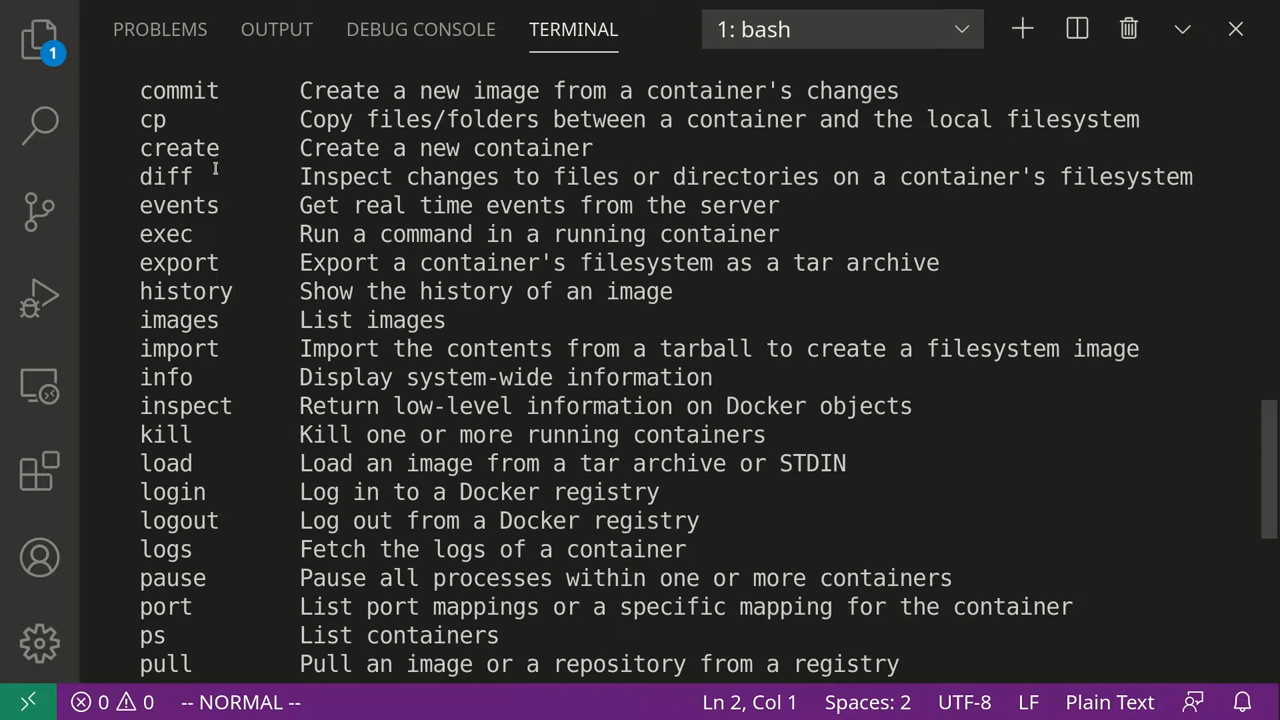 PROBLEMS OUTPUT DEBUG CONSOLE TERMINAL 1: bash
1
commit Create a new image from a container's changes
cp Copy files/folders between a container and the local filesystem
create Create a new container
diff Inspect changes to files or directories on a container's filesystem
events Get real time events from the server
exec Run a command in a running container
export Export a container's filesystem as a tar archive
history Show the history of an image
images List images
import Import the contents from a tarball to create a filesystem image
info Display system-wide information
inspect Return low-level information on Docker objects
kill Kill one or more running containers
load Load an image from a tar archive or STDIN
login Log in to a Docker registry
logout Log out from a Docker registry
logs Fetch the logs of a container
pause Pause all processes within one or more containers
port List port mappings or a specific mapping for the container
ps List containers
pull Pull an image or a repository from a registry
0 0 -- NORMAL -- Ln 2, Col 1 Spaces: 2 UTF-8 LF Plain Text